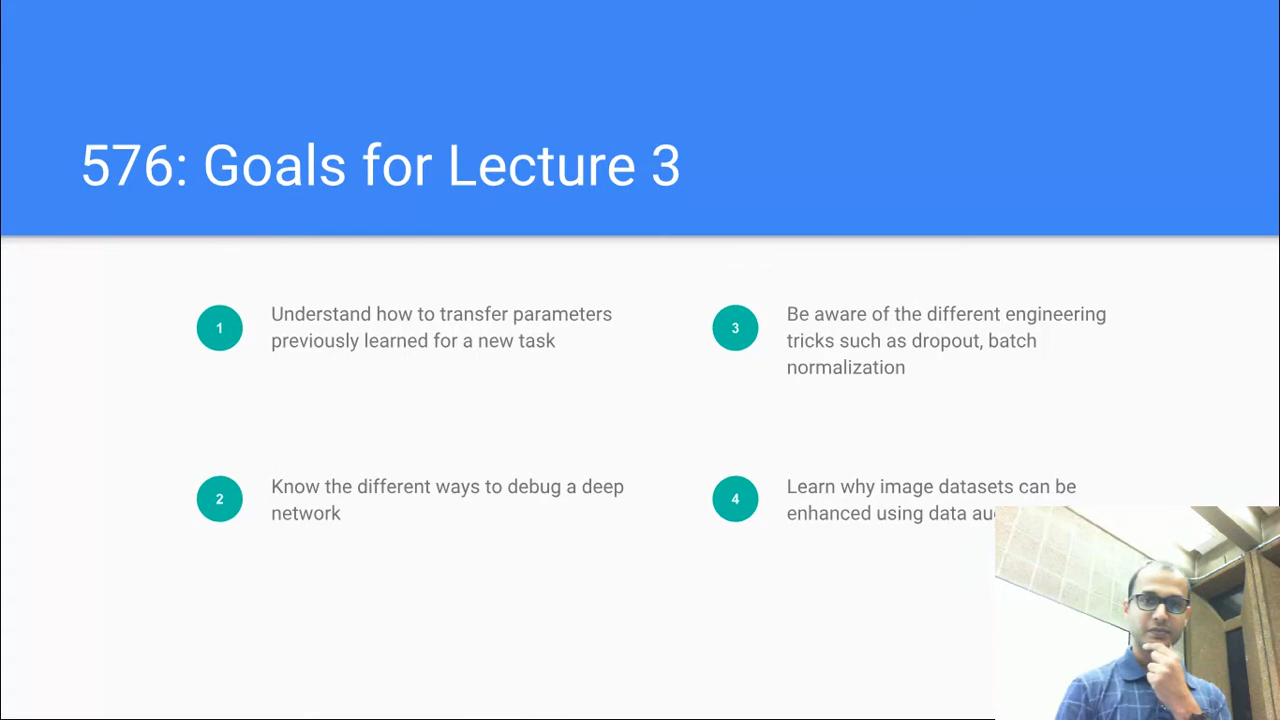 576: Goals for Lecture 3
1
Understand how to transfer parameters
previously learned for a new task
2
Know the different ways to debug a deep
network
3
Be aware of the different engineering
tricks such as dropout, batch
normalization
4
Learn why image datasets can be
enhanced using data